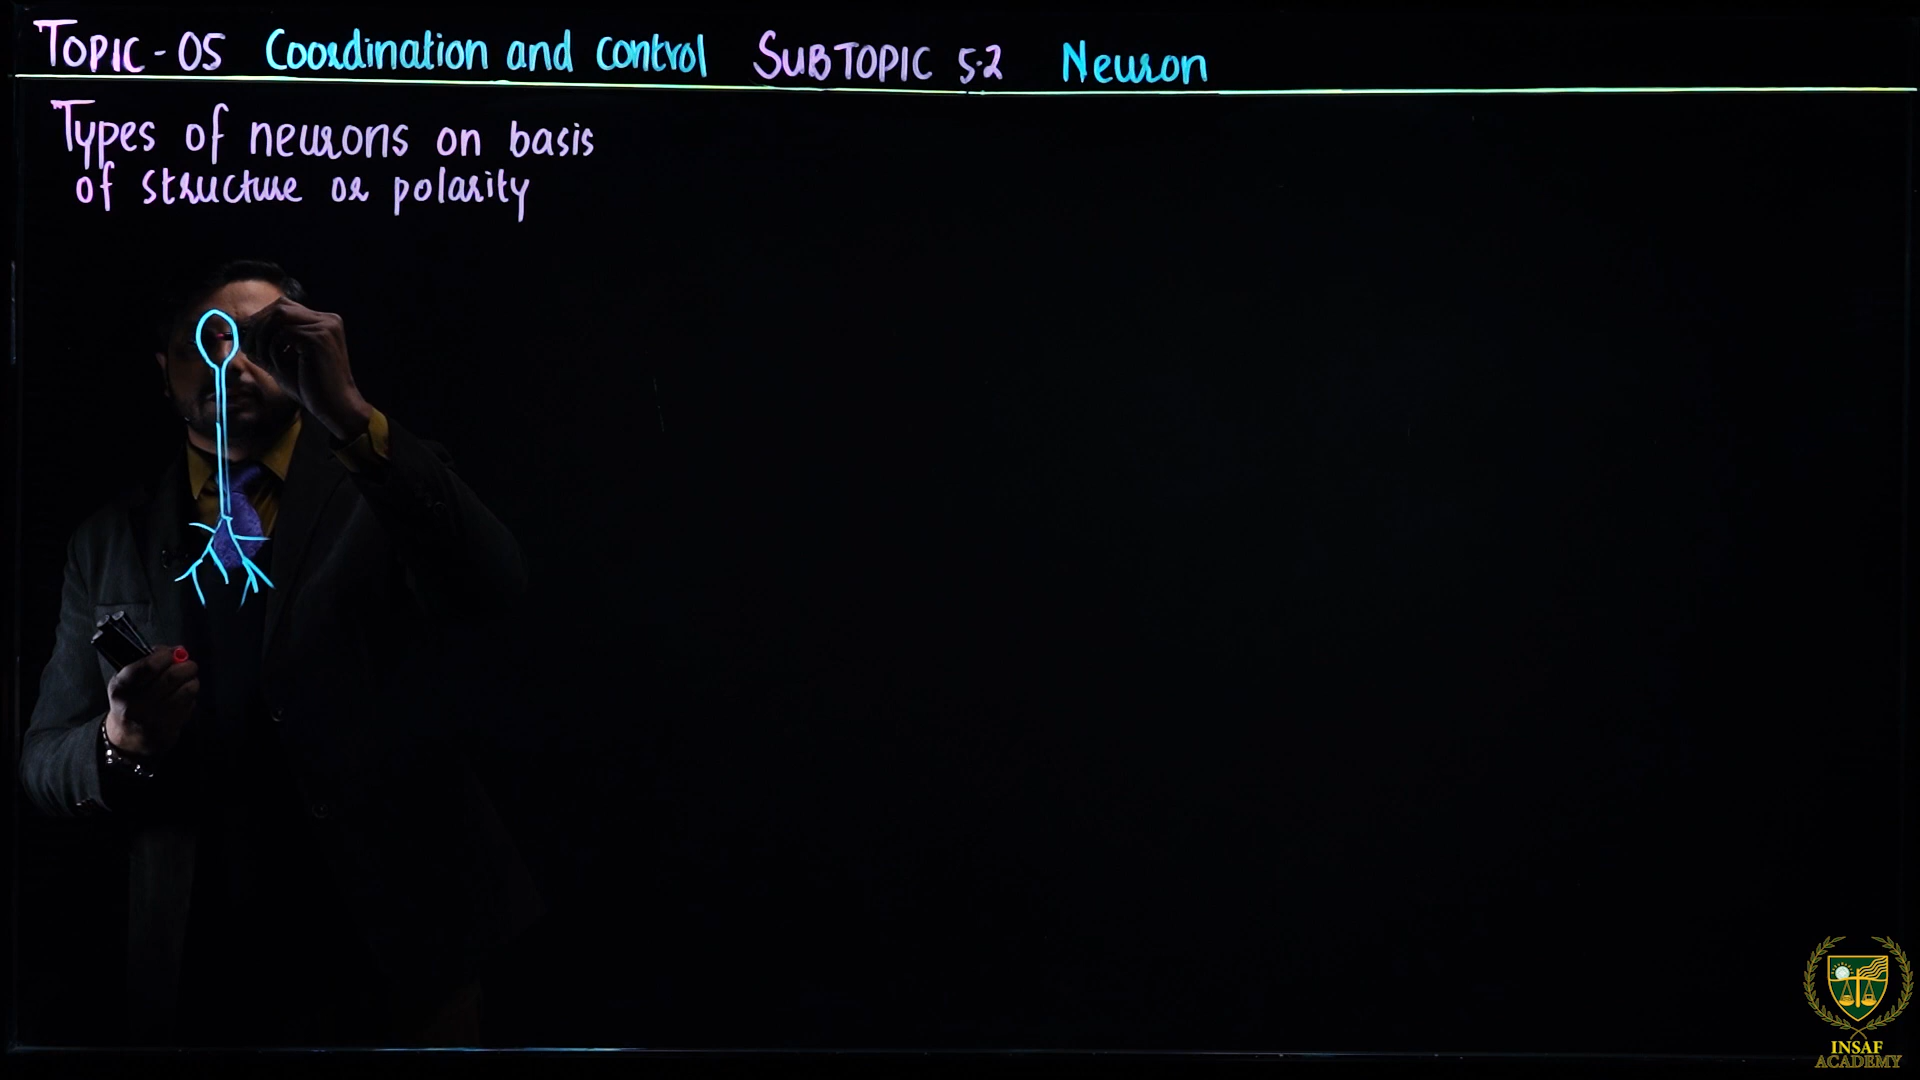 TOPIC - 05 Coordination and control SUBTOPIC 5.2 Neuron
Types of neurons on basis
of structure or polarity
INSAF
ACADEMY